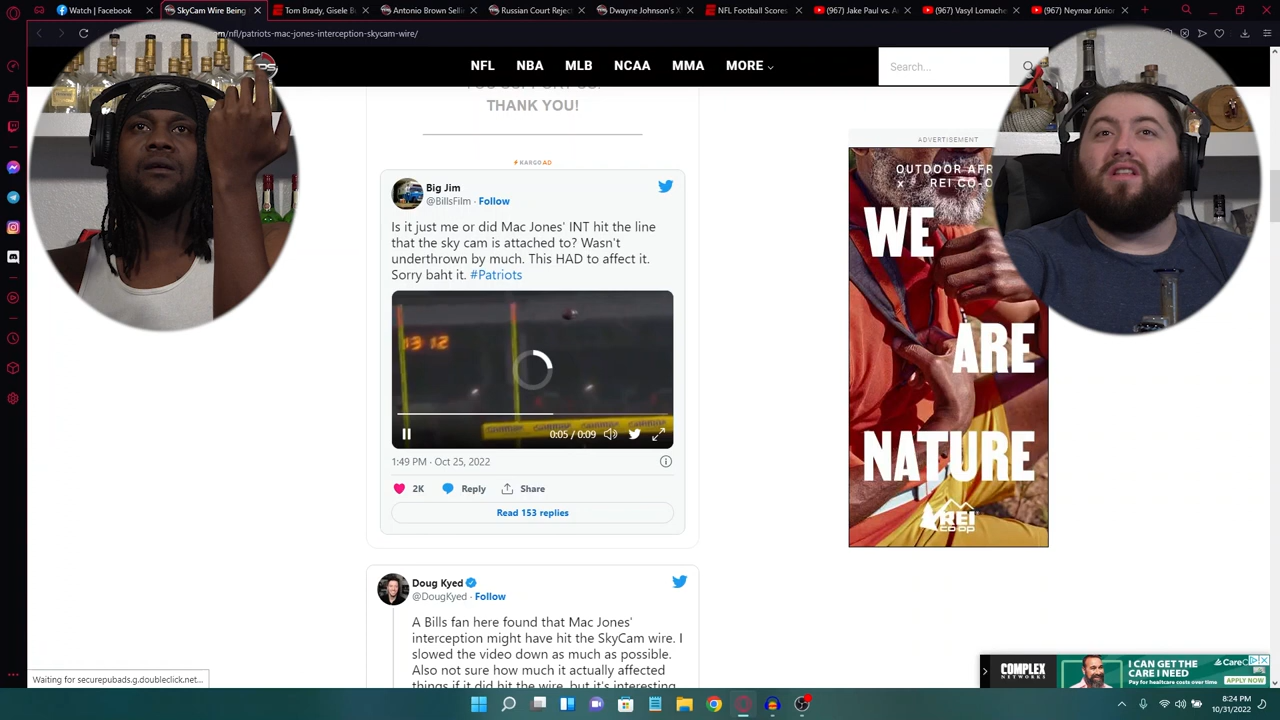 Watch | Facebook
SkyCam Wire Being
Tom Brady, Gisele B
Antonio Brown Sellin
Russian Court Reject
Dwayne Johnson's X
NFL Football Scores
(967) Jake Paul vs. A
(967) Vasyl Lomache
(967) Neymar Júnior
m/nfl/patriots-mac-jones-interception-skycam-wire/
NFL NBA MLB NCAA MMA MORE
Search...
THANK YOU!
KARGO AD
ADVERTISEMENT
Big Jim
@BillsFilm · Follow
Is it just me or did Mac Jones' INT hit the line
that the sky cam is attached to? Wasn't
underthrown by much. This HAD to affect it.
Sorry baht it. #Patriots
13 12
0:05 / 0:09
1:49 PM · Oct 25, 2022
2K Reply Share
Read 153 replies
OUTDOOR AFR
x REI CO-O
WE
ARE
NATURE
REI
CO-OP
Doug Kyed
@DougKyed · Follow
A Bills fan here found that Mac Jones'
interception might have hit the SkyCam wire. I
slowed the video down as much as possible.
Also not sure how much it actually affected
things if it did hit the wire, but it's interesting
Waiting for securepubads.g.doubleclick.net...
COMPLEX
NETWORKS
I CAN GET THE
CARE I NEED
Pay for healthcare costs over time
CareC
APPLY NOW
8:24 PM
10/31/2022